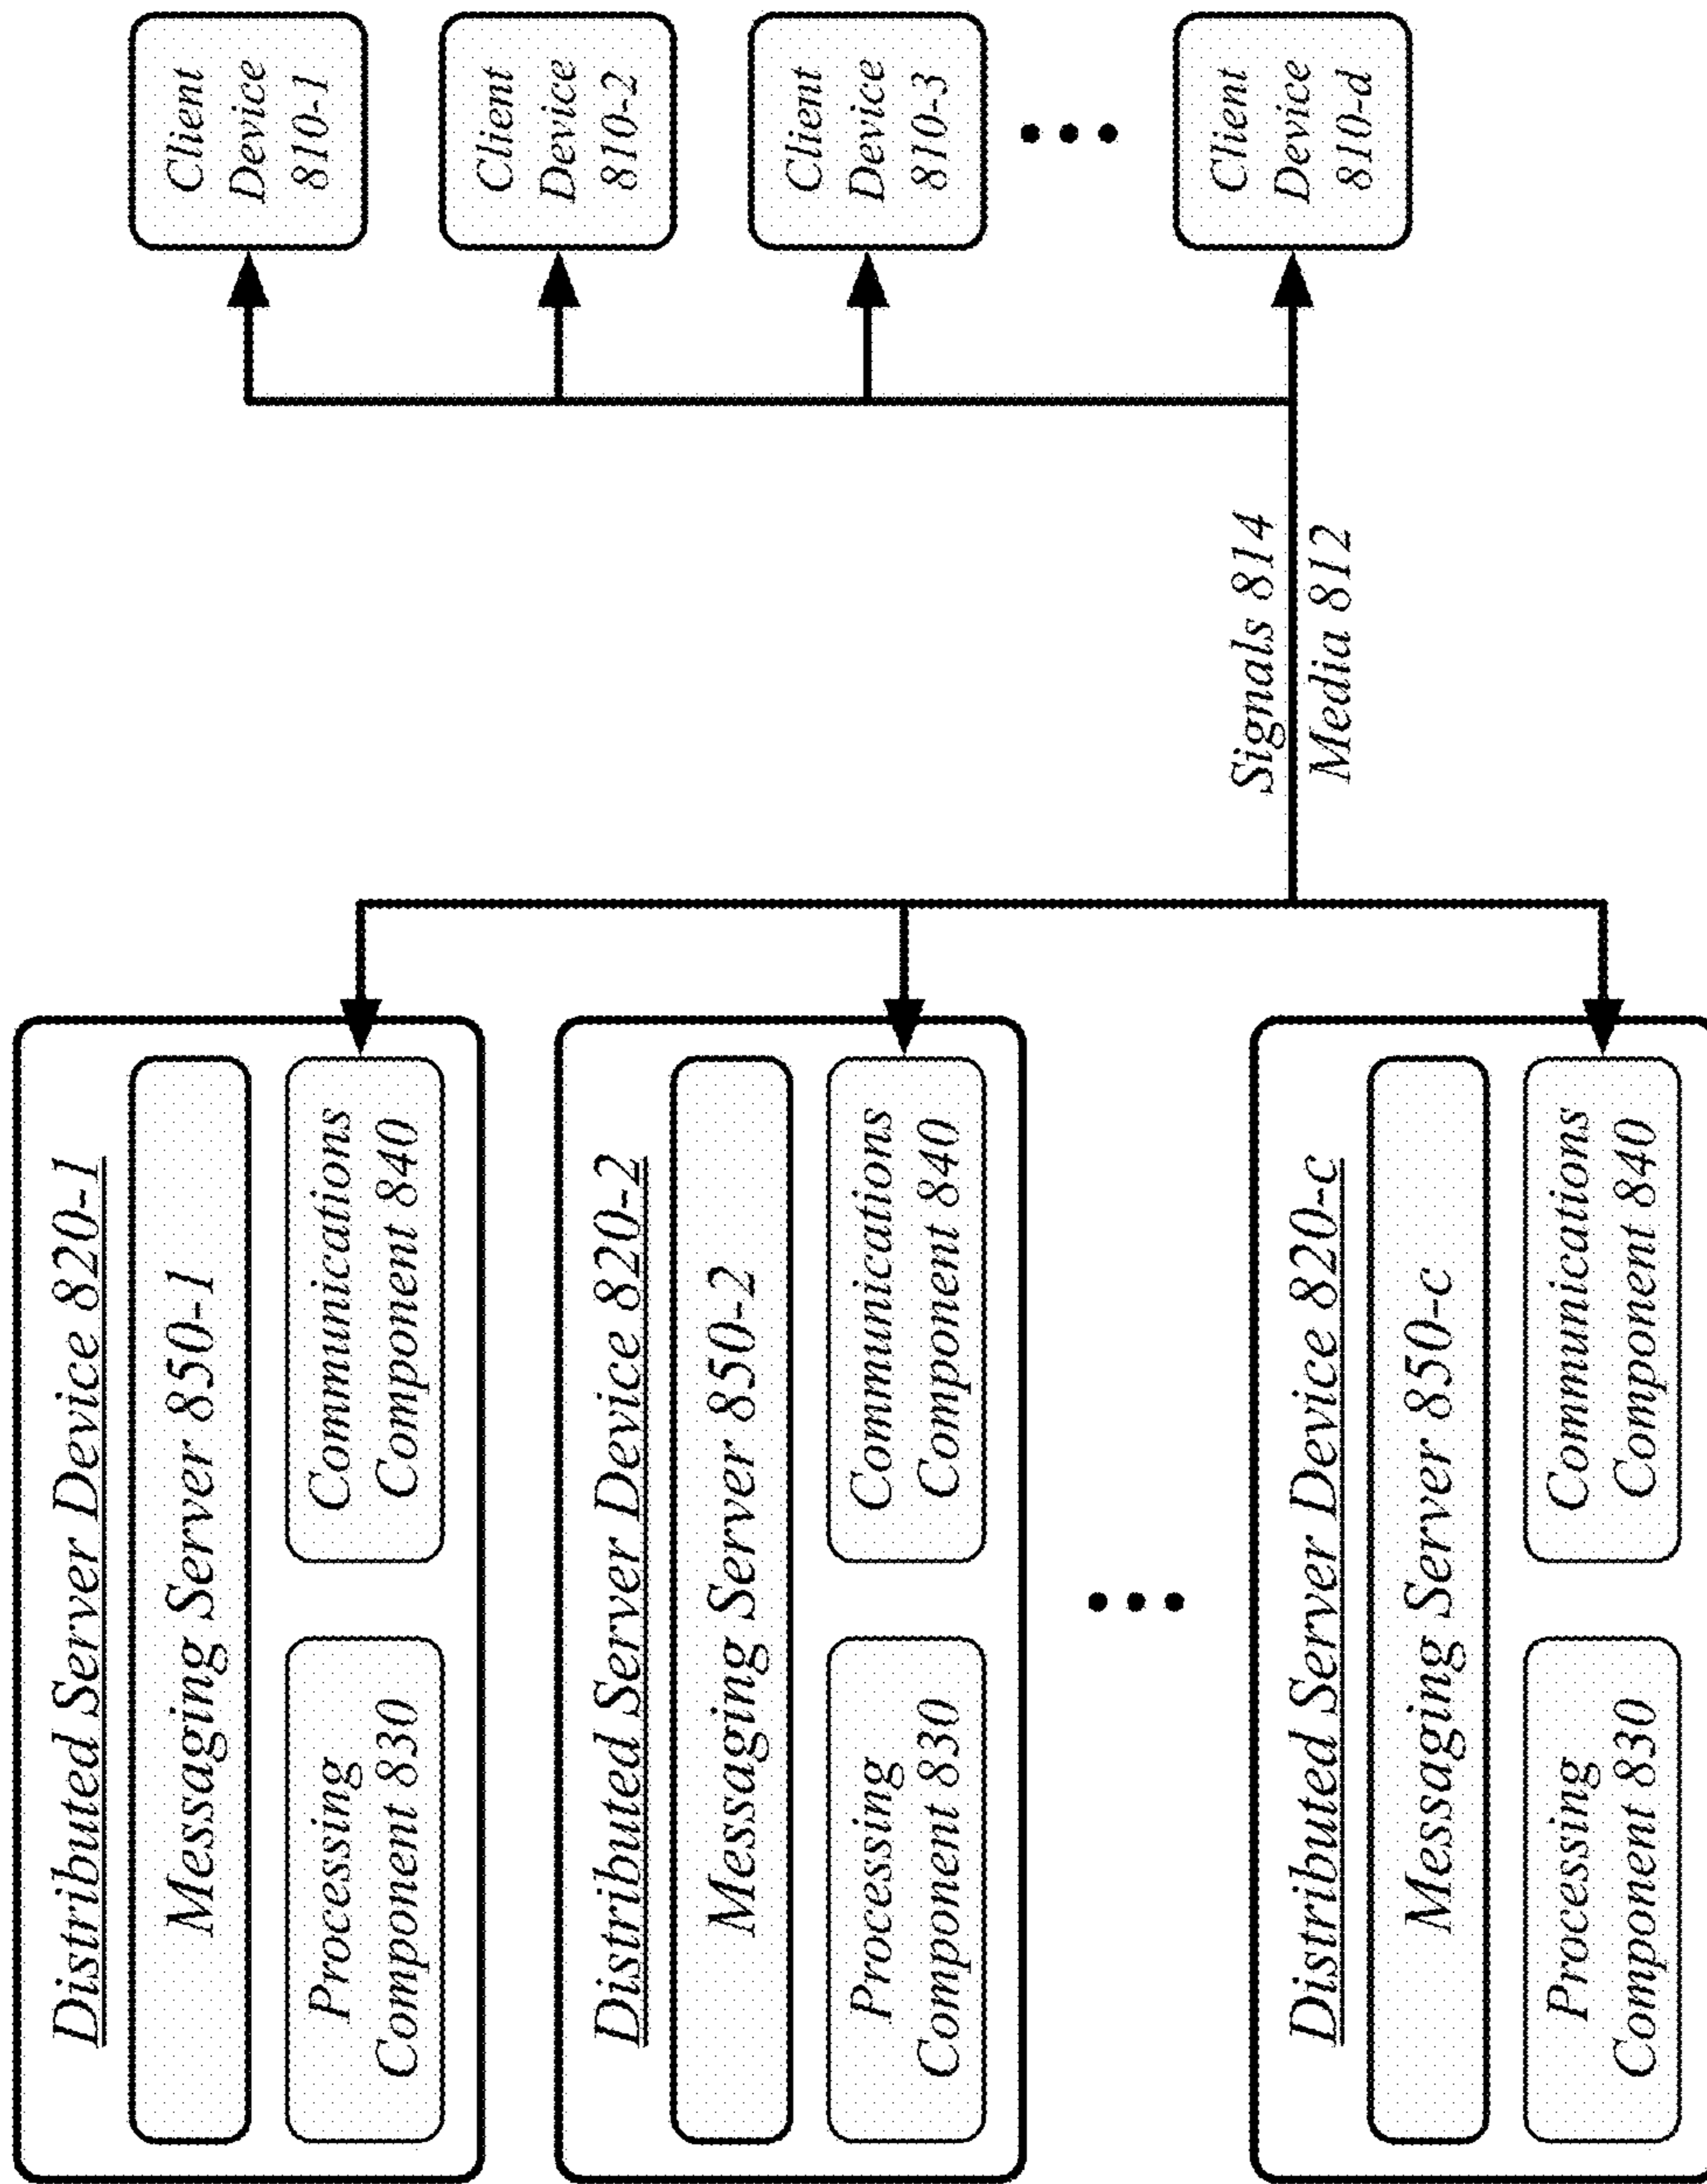 Distributed Server Device 820-1
Messaging Server 850-1
Processing
Component 830
Communications
Component 840
Distributed Server Device 820-2
Messaging Server 850-2
Processing
Component 830
Communications
Component 840
Distributed Server Device 820-c
Messaging Server 850-c
Processing
Component 830
Communications
Component 840
Signals 814
Media 812
Client
Device
810-1
Client
Device
810-2
Client
Device
810-3
Client
Device
810-d